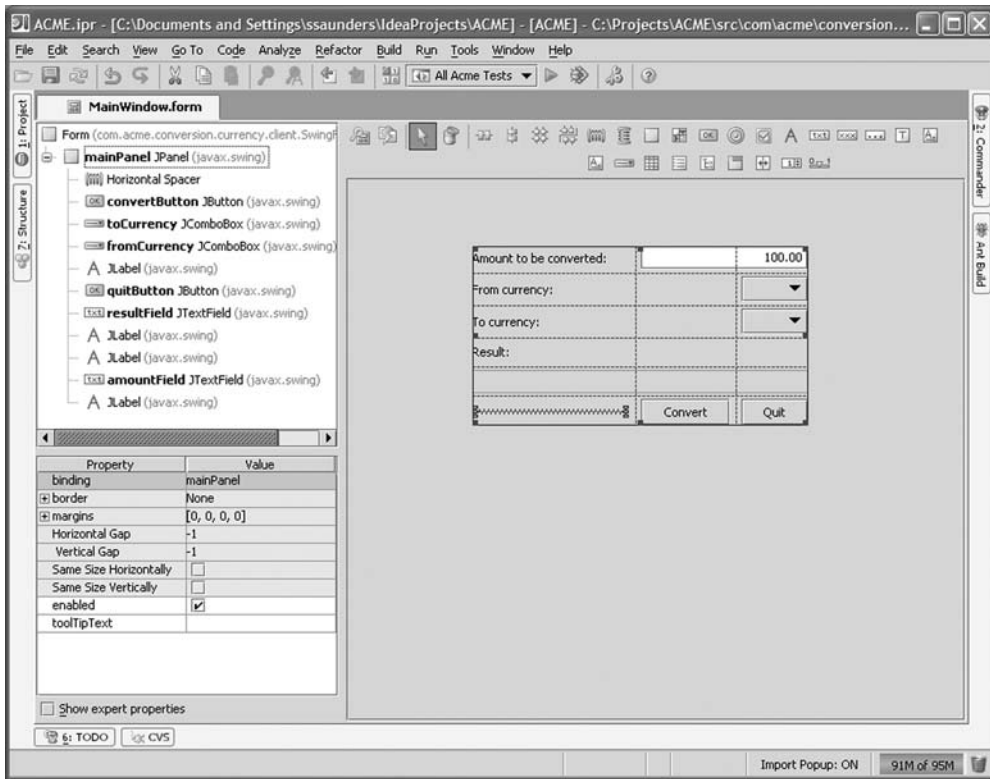 ACME.ipr - [C:\Documents and Settings\ssaunders\IdeaProjects\ACME] - [ACME] - C:\Projects\ACME\src\com\acme\conversion...
File Edit Search View Go To Code Analyze Refactor Build Run Tools Window Help
All Acme Tests
1: Project
7: Structure
MainWindow.form
Form (com.acme.conversion.currency.client.SwingF
mainPanel JPanel (javax.swing)
Horizontal Spacer
OK convertButton JButton (javax.swing)
toCurrency JComboBox (javax.swing)
fromCurrency JComboBox (javax.swing)
A JLabel (javax.swing)
OK quitButton JButton (javax.swing)
txt resultField JTextField (javax.swing)
A JLabel (javax.swing)
A JLabel (javax.swing)
txt amountField JTextField (javax.swing)
A JLabel (javax.swing)
Property Value
binding mainPanel
border None
margins [0, 0, 0, 0]
Horizontal Gap -1
Vertical Gap -1
Same Size Horizontally
Same Size Vertically
enabled
toolTipText
Show expert properties
Amount to be converted: 100.00
From currency:
To currency:
Result:
Convert Quit
2: Commander
Ant Build
6: TODO CVS
Import Popup: ON 91M of 95M